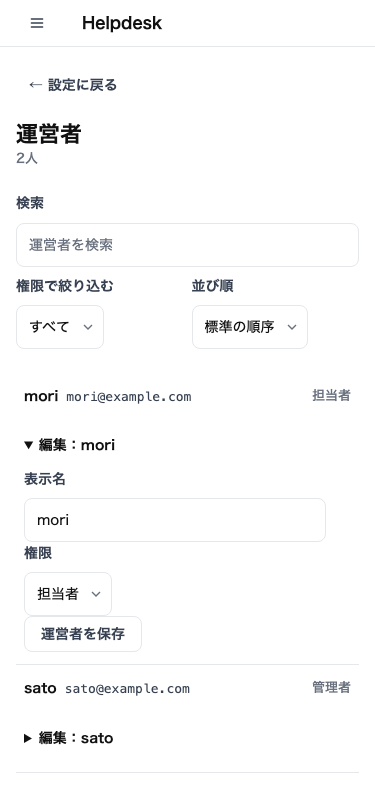 Helpdesk
← 設定に戻る
運営者
2人
検索
運営者を検索
権限で絞り込む 並び順
すべて 標準の順序
mori mori@example.com 担当者
▼ 編集：mori
表示名
mori
権限
担当者
運営者を保存
sato sato@example.com 管理者
▶ 編集：sato